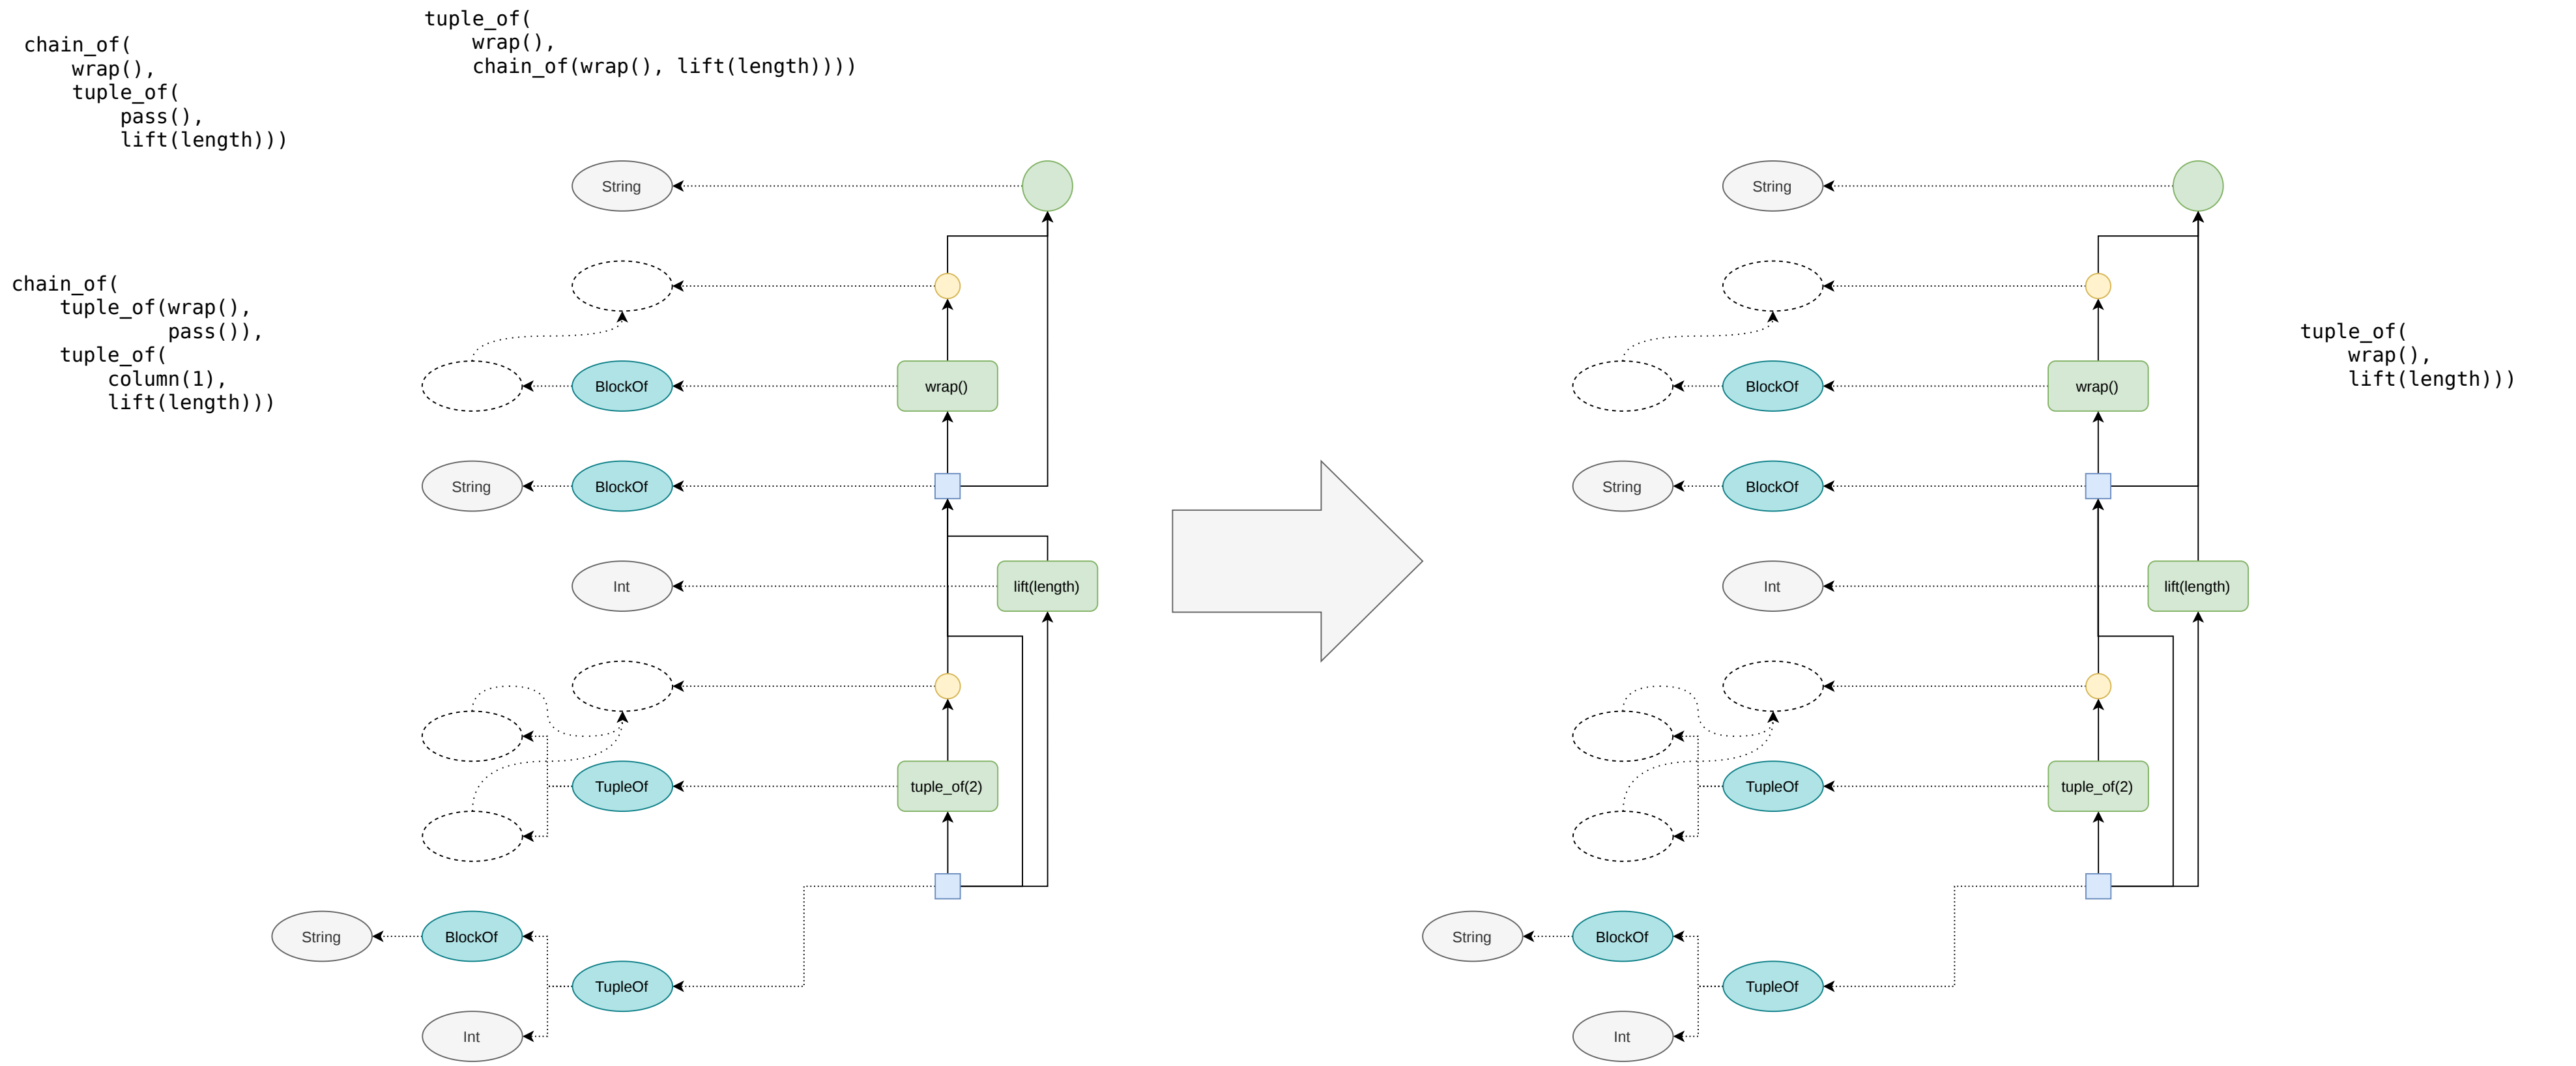 chain_of(
    wrap(),
    tuple_of(
        pass(),
        lift(length)))
tuple_of(
    wrap(),
    chain_of(wrap(), lift(length))))
chain_of(
    tuple_of(wrap(),
             pass()),
    tuple_of(
        column(1),
        lift(length)))
String
BlockOf
wrap()
String
BlockOf
Int
lift(length)
TupleOf
tuple_of(2)
String
BlockOf
TupleOf
Int
String
BlockOf
wrap()
String
BlockOf
Int
lift(length)
TupleOf
tuple_of(2)
String
BlockOf
TupleOf
Int
tuple_of(
    wrap(),
    lift(length)))